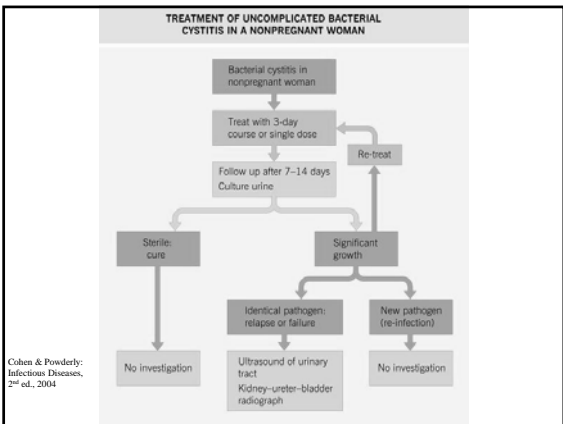 TREATMENT OF UNCOMPLICATED BACTERIAL
CYSTITIS IN A NONPREGNANT WOMAN
Bacterial cystitis in
nonpregnant woman
Treat with 3-day
course or single dose
Re-treat
Follow up after 7–14 days
Culture urine
Sterile:
cure
Significant
growth
Identical pathogen:
relapse or failure
New pathogen
(re-infection)
No investigation
Ultrasound of urinary
tract
Kidney–ureter–bladder
radiograph
No investigation
Cohen & Powderly:
Infectious Diseases,
2nd ed., 2004